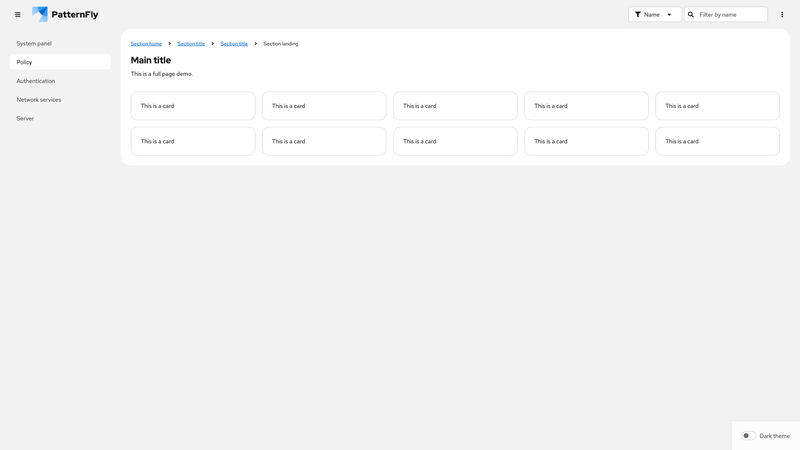 PatternFly
Name
Filter by name
System panel
Policy
Authentication
Network services
Server
Section home
Section title
Section title
Section landing
Main title
This is a full page demo.
This is a card
This is a card
This is a card
This is a card
This is a card
This is a card
This is a card
This is a card
This is a card
This is a card
Dark theme